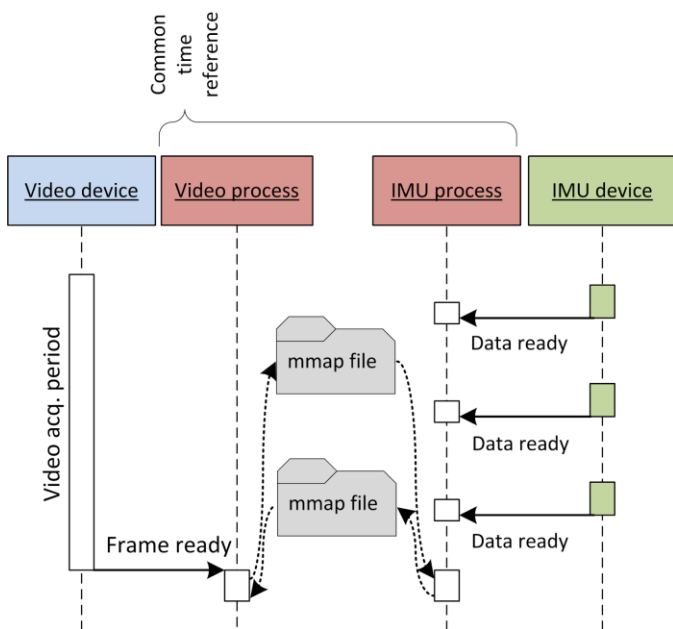 Common
time
reference
Video device
Video process
IMU process
IMU device
Video acq. period
mmap file
Data ready
Data ready
mmap file
Data ready
Frame ready